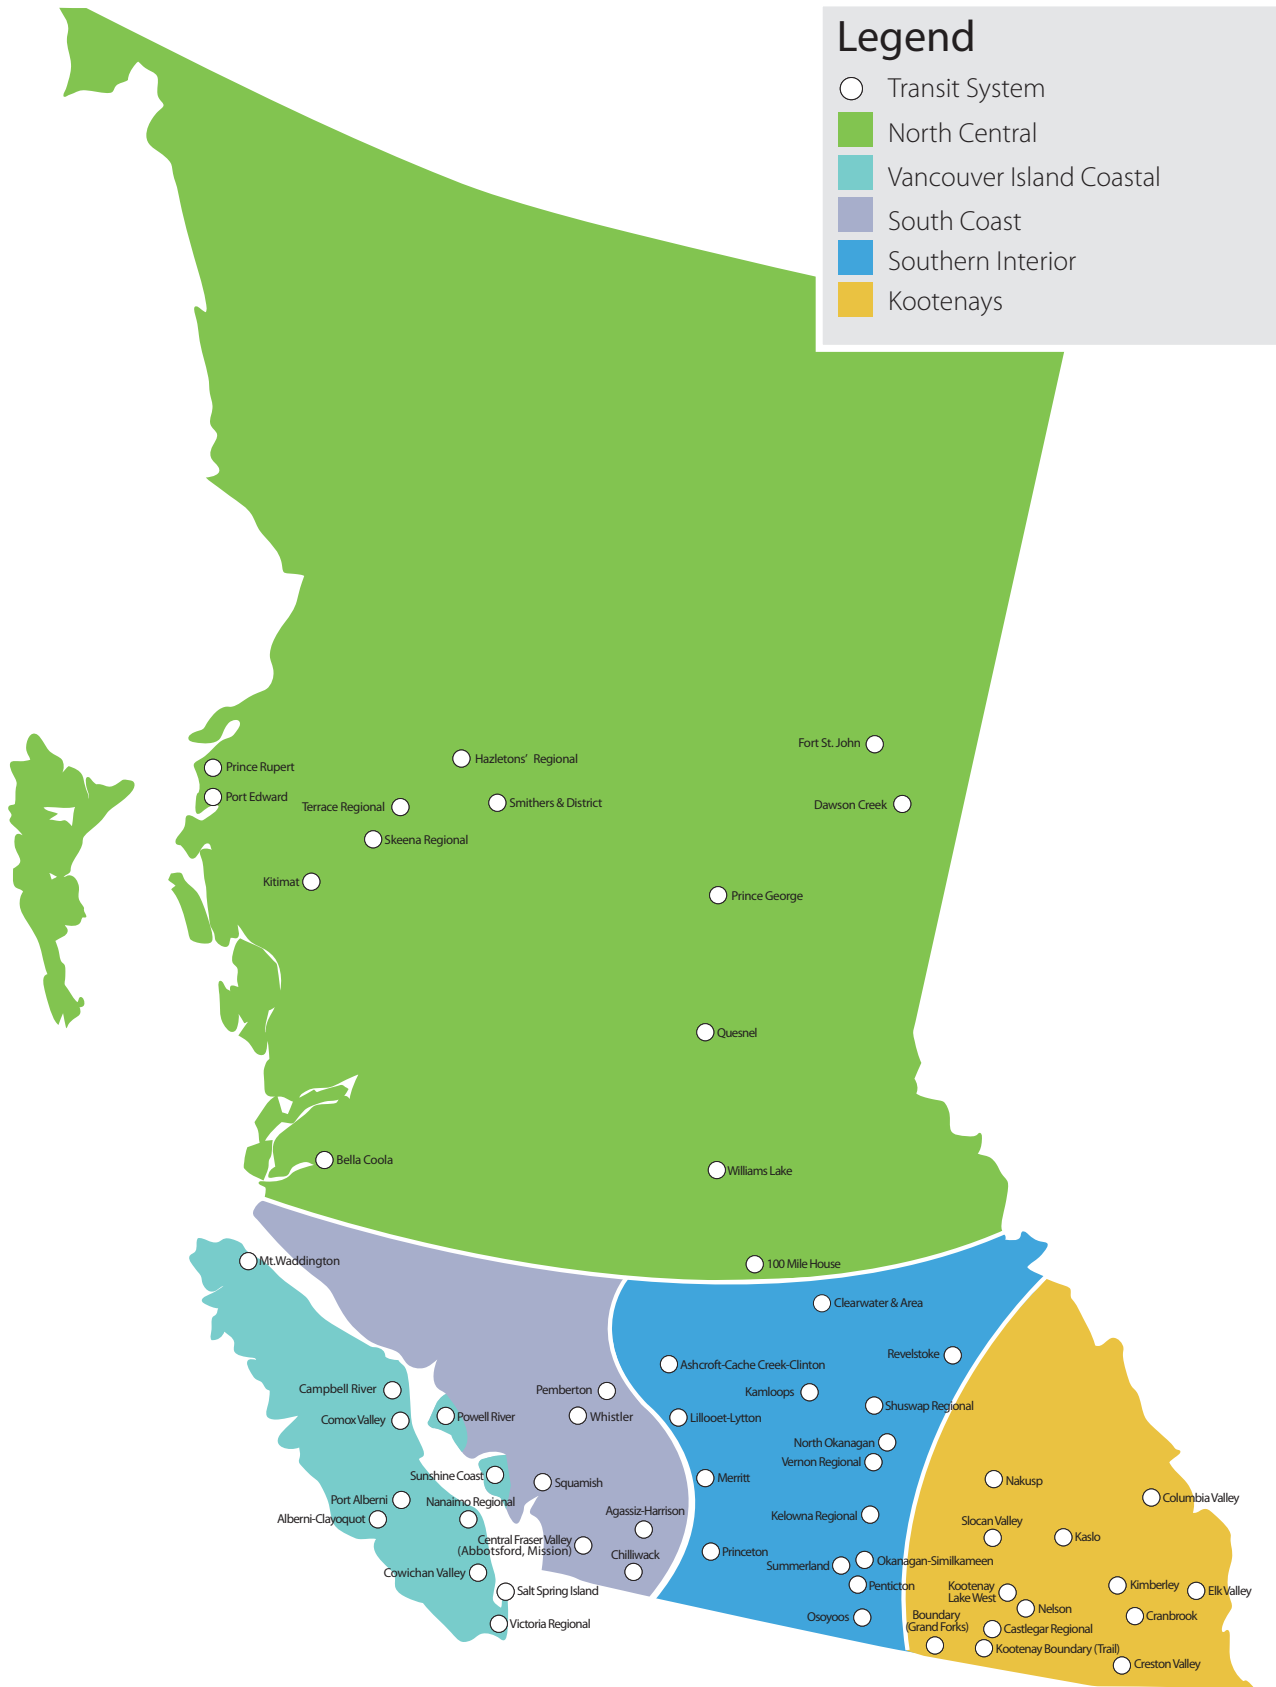 Legend
Transit System
North Central
Vancouver Island Coastal
South Coast
Southern Interior
Kootenays
Fort St. John
Hazletons' Regional
Prince Rupert
Port Edward
Terrace Regional
Smithers & District
Dawson Creek
Skeena Regional
Kitimat
Prince George
Quesnel
Bella Coola
Williams Lake
Mt.Waddington
100 Mile House
Clearwater & Area
Revelstoke
Ashcroft-Cache Creek-Clinton
Campbell River
Pemberton
Kamloops
Shuswap Regional
Comox Valley
Powell River
Whistler
Lillooet-Lytton
North Okanagan
Vernon Regional
Sunshine Coast
Squamish
Merritt
Nakusp
Columbia Valley
Port Alberni
Nanaimo Regional
Alberni-Clayoquot
Agassiz-Harrison
Kelowna Regional
Slocan Valley
Kaslo
Central Fraser Valley
(Abbotsford, Mission)
Chilliwack
Princeton
Summerland
Okanagan-Similkameen
Cowichan Valley
Salt Spring Island
Penticton
Kootenay
Lake West
Kimberley
Elk Valley
Victoria Regional
Osoyoos
Boundary
(Grand Forks)
Nelson
Cranbrook
Castlegar Regional
Kootenay Boundary (Trail)
Creston Valley